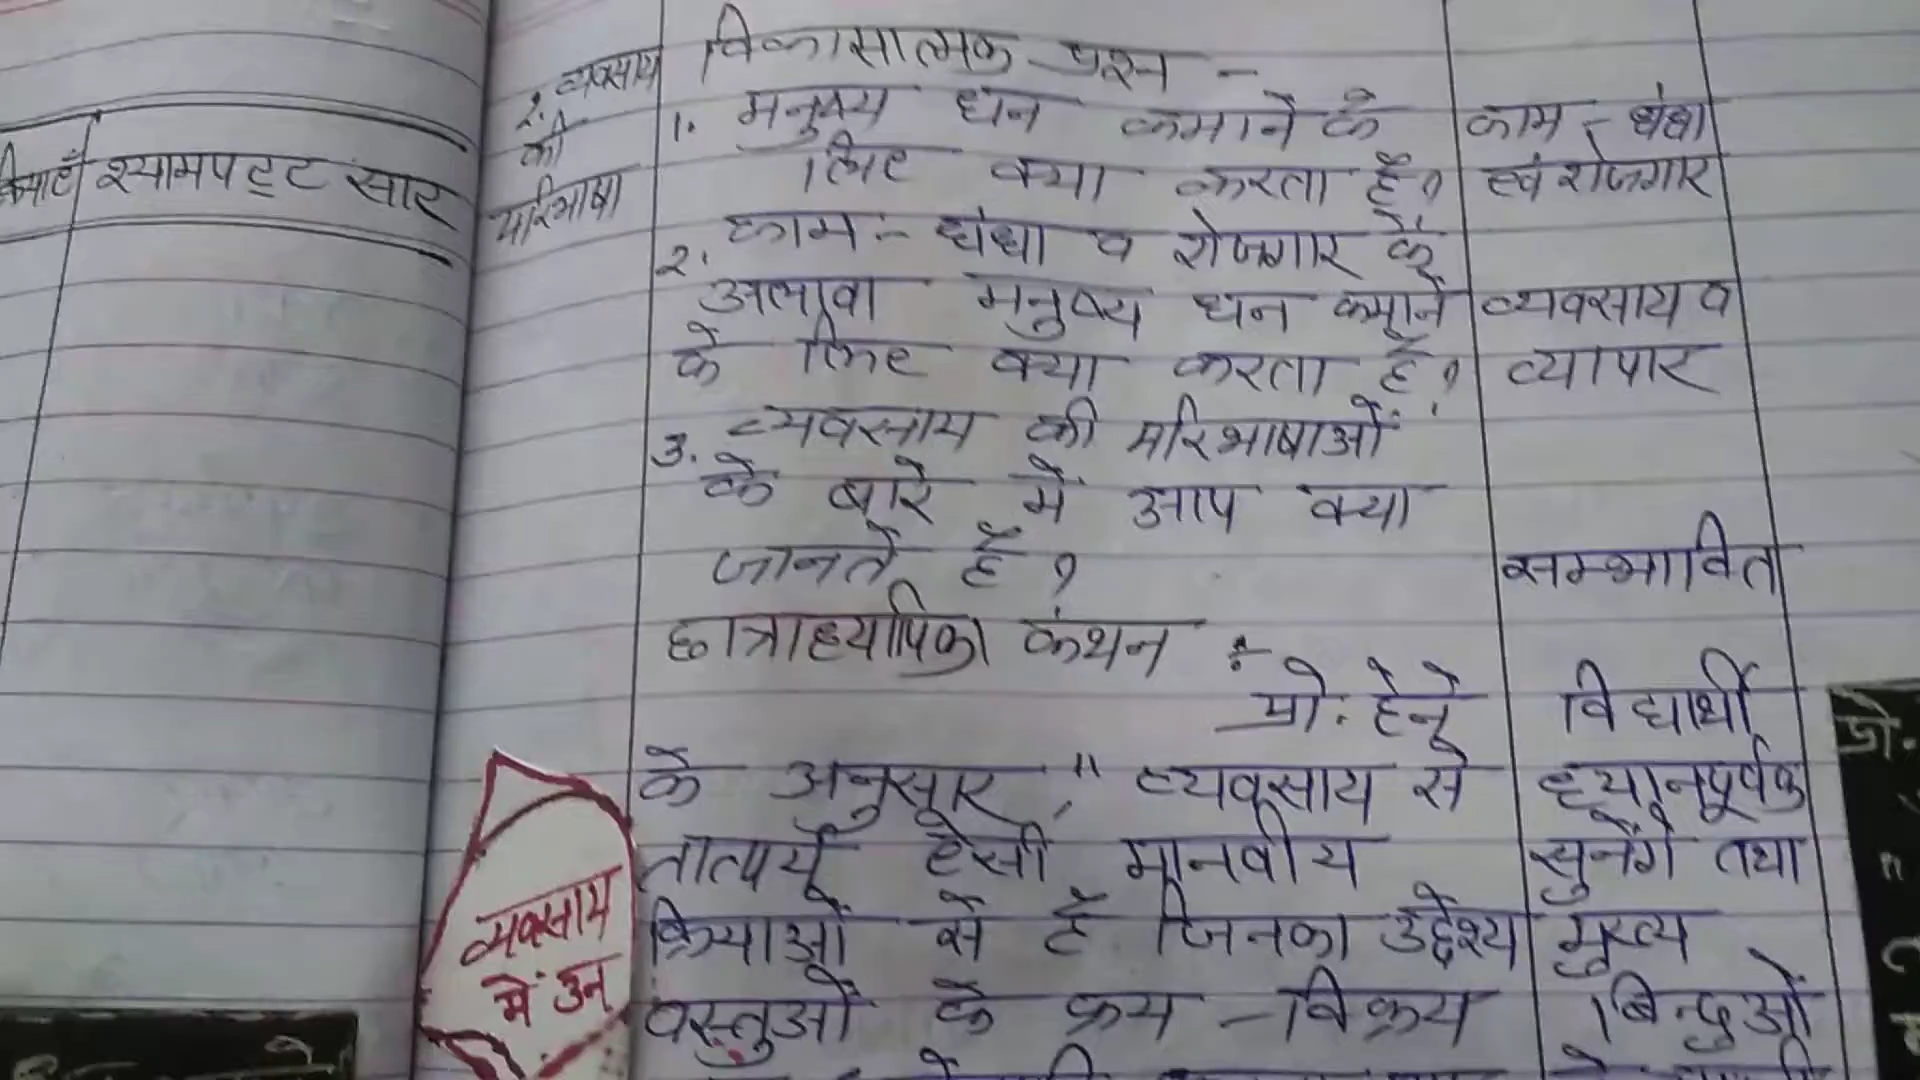 श्यामपट्ट सार
2. व्यवसाय
की
परिभाषा
विकासात्मक प्रश्न -
1. मनुष्य धन कमाने के
लिए क्या करता है?
2. काम - धंधा व रोजगार के
अलावा मनुष्य धन कमाने
के लिए क्या करता है?
3. व्यवसाय की परिभाषाओं
के बारे में आप क्या
जानते हैं?
छात्राध्यापिका कंथन :-
प्रो. हेने
के अनुसार, "व्यवसाय से
तात्पर्य ऐसी मानवीय
क्रियाओं से है जिनका उद्देश्य
वस्तुओं के क्रय - विक्रय
काम - धंधा
एवं रोजगार
व्यवसाय व
व्यापार
सम्भावित
विद्यार्थी
ध्यानपूर्वक
सुनेंगे तथा
मुख्य
बिन्दुओं
व्यवसाय
में उन